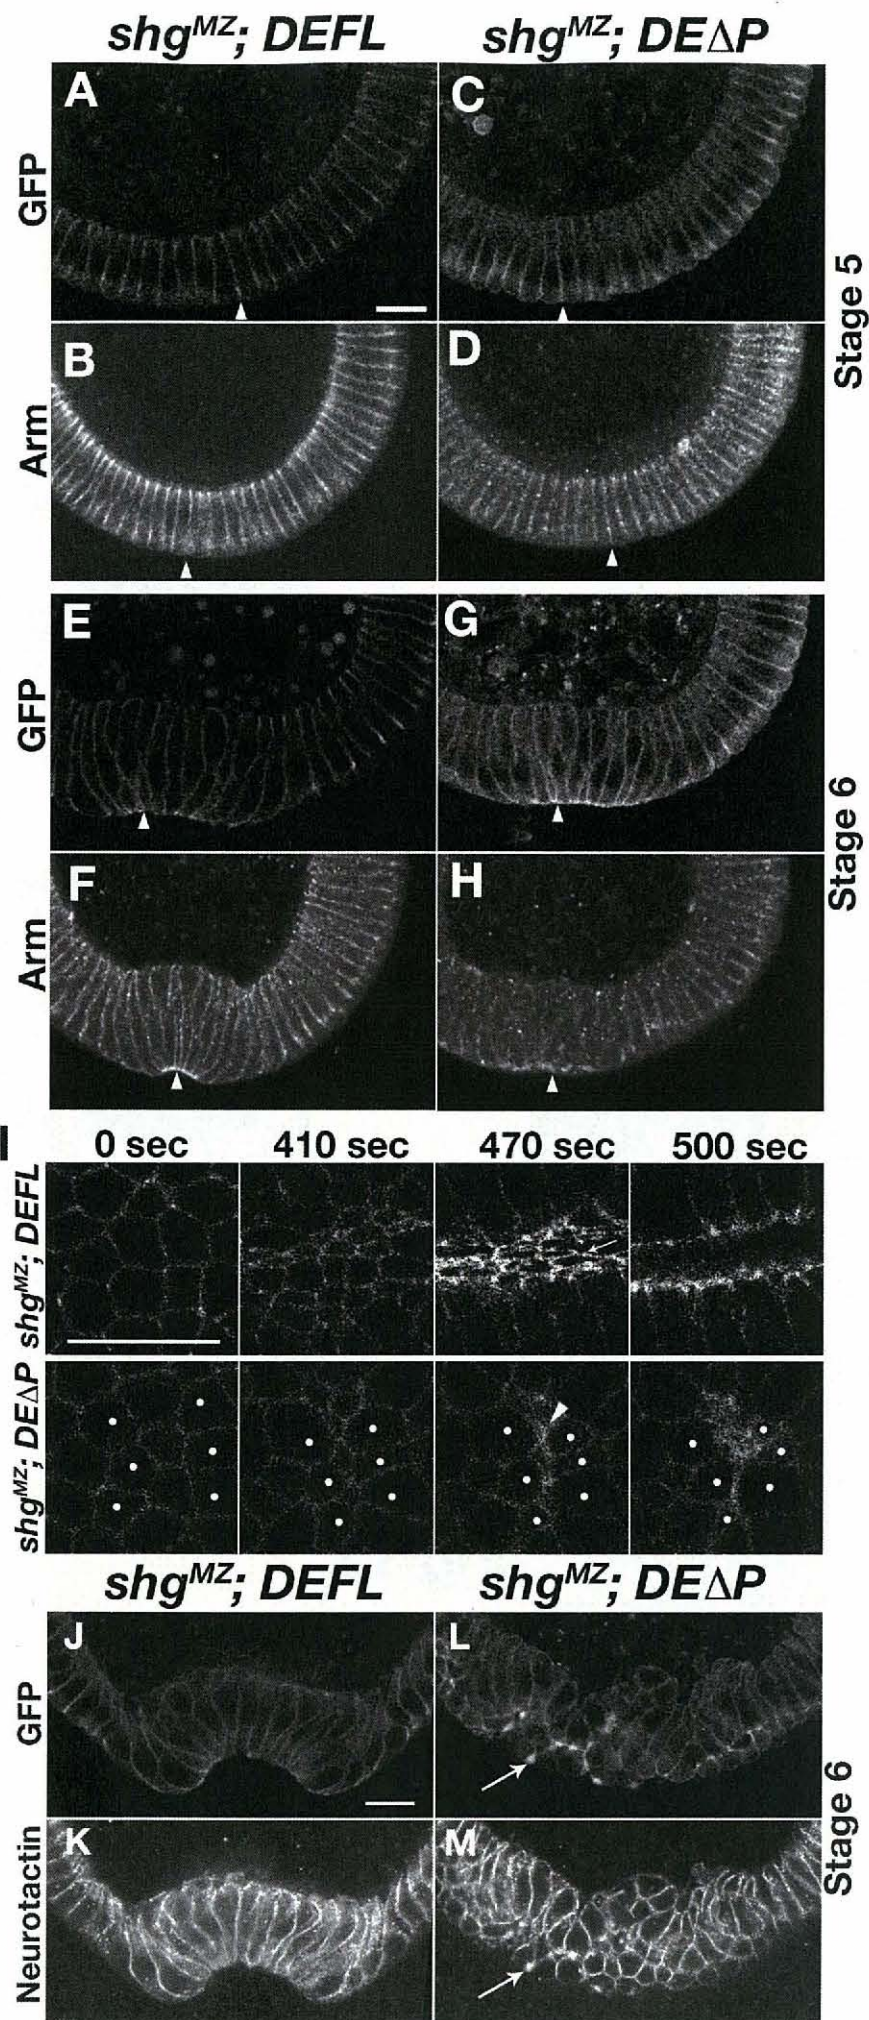 shgMZ; DEFL shgMZ; DEΔP
A C
GFP
B D
Arm
Stage 5
E G
GFP
F H
Arm
Stage 6
I
0 sec 410 sec 470 sec 500 sec
shgMZ; DEFL
shgMZ; DEΔP
shgMZ; DEFL shgMZ; DEΔP
J L
GFP
K M
Neurotactin
Stage 6